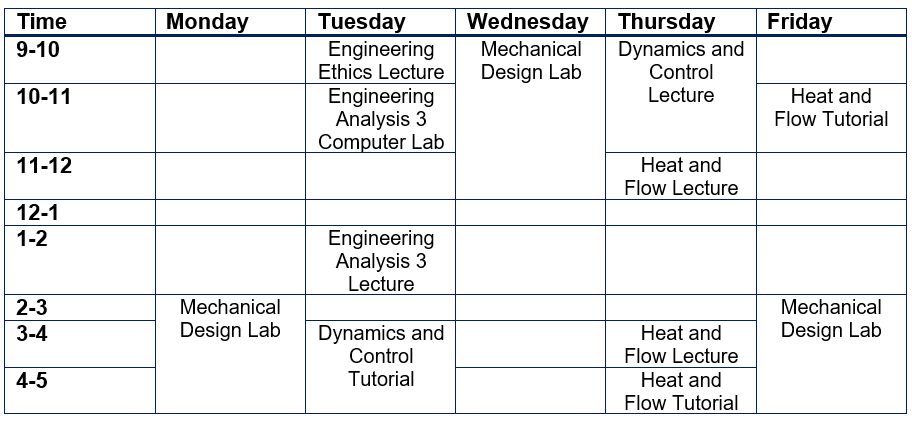 Time Monday Tuesday Wednesday Thursday Friday
9-10 Engineering Mechanical Dynamics and
Ethics Lecture Design Lab Control
Lecture
10-11 Engineering Heat and
Analysis 3 Flow Tutorial
Computer Lab
11-12 Heat and
Flow Lecture
12-1
1-2 Engineering
Analysis 3
Lecture
2-3 Mechanical Mechanical
Design Lab Design Lab
3-4 Dynamics and Heat and
Control Flow Lecture
Tutorial
4-5 Heat and
Flow Tutorial